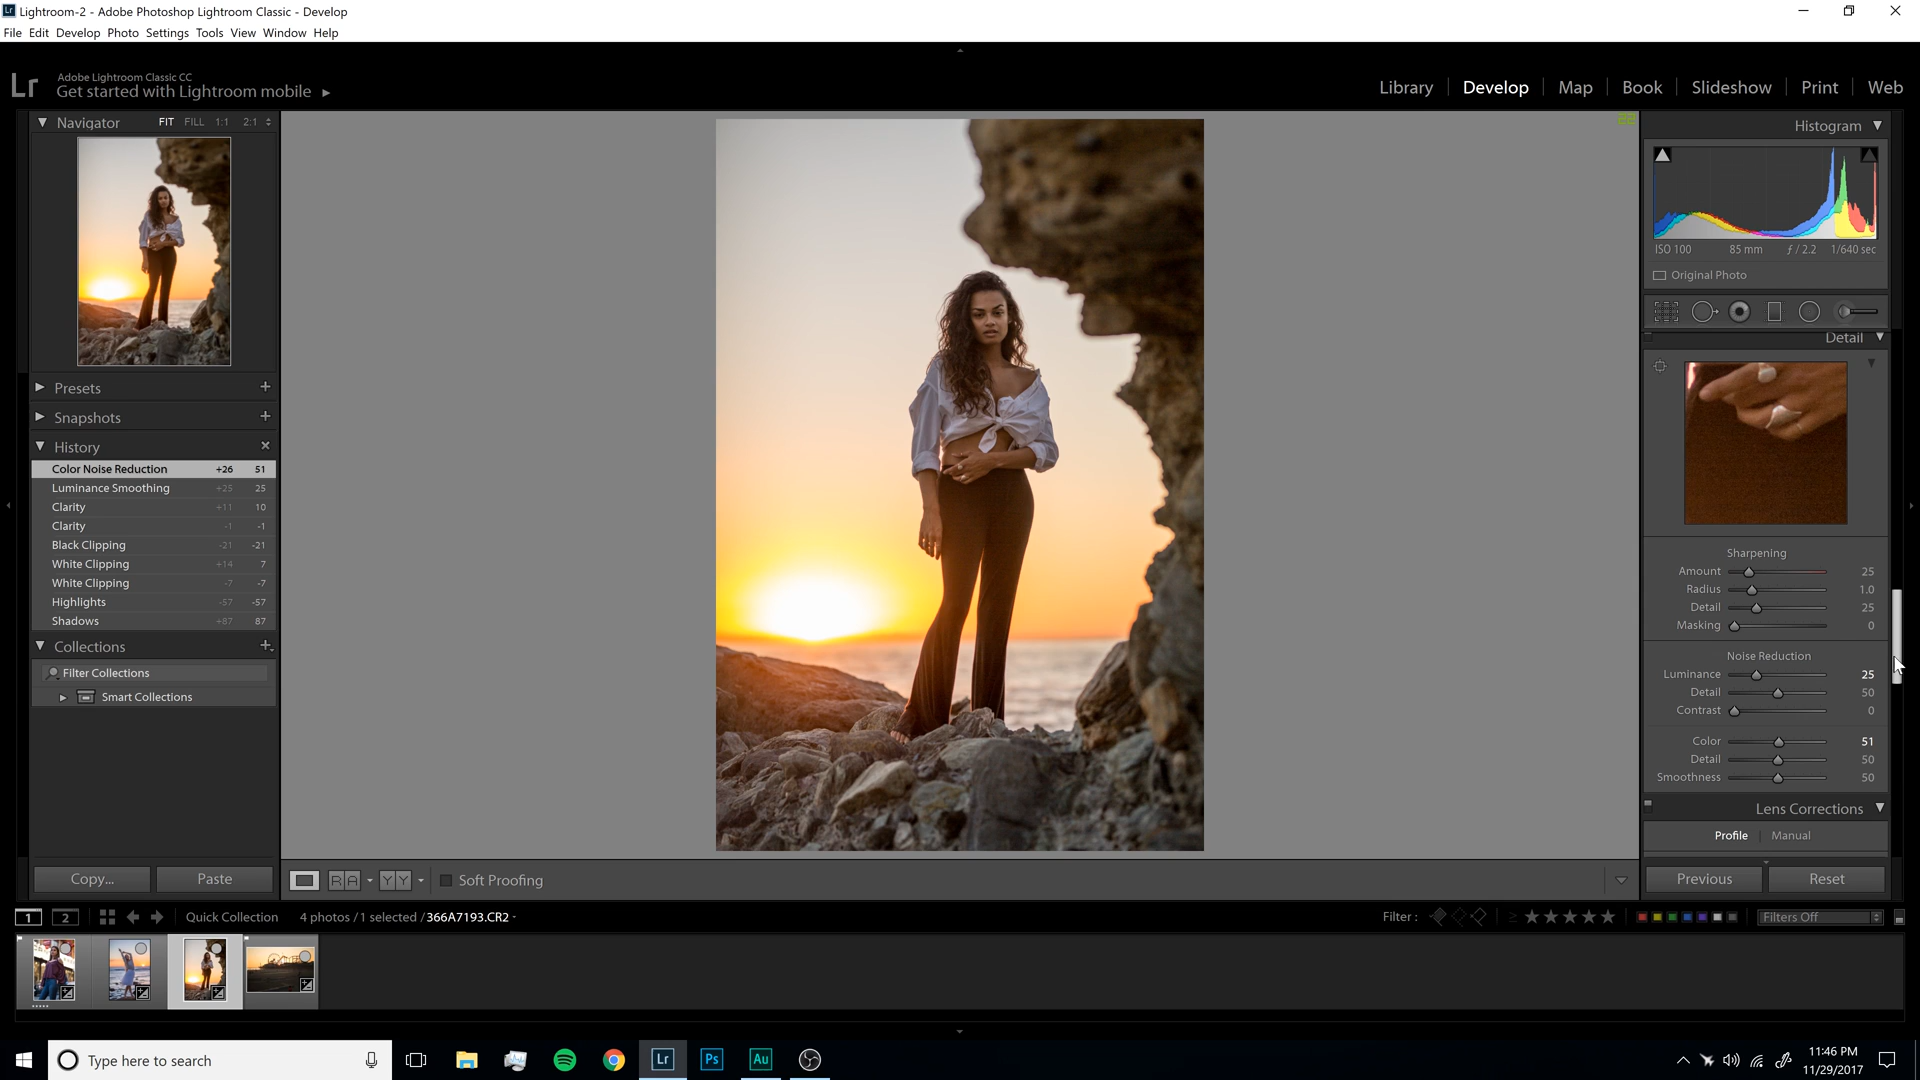 Lightroom-2 - Adobe Photoshop Lightroom Classic - Develop
File Edit Develop Photo Settings Tools View Window Help
Lr
Adobe Lightroom Classic CC
Get started with Lightroom mobile
Library Develop Map Book Slideshow Print Web
Navigator FIT FILL 1:1 2:1
Presets
Snapshots
History
Color Noise Reduction +26 51
Luminance Smoothing +25 25
Clarity +11 10
Clarity -1 -1
Black Clipping -21 -21
White Clipping +14 7
White Clipping -7 -7
Highlights -57 -57
Shadows +87 87
Collections
Filter Collections
Smart Collections
Copy... Paste
22
Histogram
ISO 100 85 mm ƒ / 2.2 1/640 sec
Original Photo
Detail
Sharpening
Amount 25
Radius 1.0
Detail 25
Masking 0
Noise Reduction
Luminance 25
Detail 50
Contrast 0
Color 51
Detail 50
Smoothness 50
Lens Corrections
Profile Manual
Previous Reset
R A Y Y Soft Proofing
1 2 Quick Collection 4 photos / 1 selected / 366A7193.CR2
Filter : ≥ Filters Off
Type here to search
Lr Ps Au
11:46 PM
11/29/2017